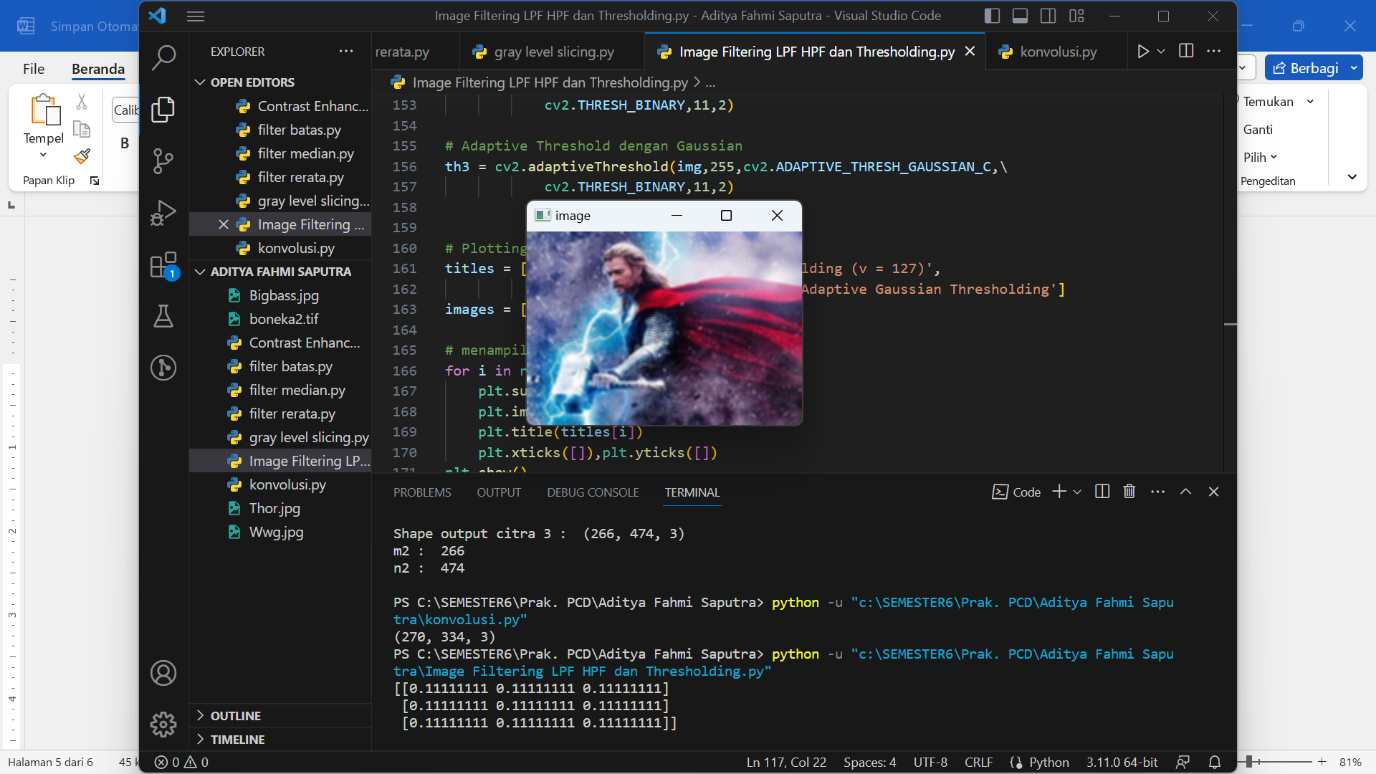 Simpan Otoma
File
Beranda
Tempel
Calib
B
Papan Klip
Berbagi
Temukan
Ganti
Pilih
Pengeditan
Halaman 5 dari 6
45 k
81%
Image Filtering LPF HPF dan Thresholding.py - Aditya Fahmi Saputra - Visual Studio Code
EXPLORER
OPEN EDITORS
Contrast Enhanc...
filter batas.py
filter median.py
filter rerata.py
gray level slicing...
Image Filtering ...
konvolusi.py
ADITYA FAHMI SAPUTRA
Bigbass.jpg
boneka2.tif
Contrast Enhanc...
filter batas.py
filter median.py
filter rerata.py
gray level slicing.py
Image Filtering LP...
konvolusi.py
Thor.jpg
Wwg.jpg
OUTLINE
TIMELINE
1
rerata.py
gray level slicing.py
Image Filtering LPF HPF dan Thresholding.py
konvolusi.py
Image Filtering LPF HPF dan Thresholding.py > ...
153 cv2.THRESH_BINARY,11,2)
154
155 # Adaptive Threshold dengan Gaussian
156 th3 = cv2.adaptiveThreshold(img,255,cv2.ADAPTIVE_THRESH_GAUSSIAN_C,\
157 cv2.THRESH_BINARY,11,2)
158
159
160 # Plotting
161 titles = [ lding (v = 127)',
162 Adaptive Gaussian Thresholding']
163 images = [
164
165 # menampil
166 for i in r
167 plt.su
168 plt.im
169 plt.title(titles[i])
170 plt.xticks([]),plt.yticks([])
171 plt.show()
image
PROBLEMS
OUTPUT
DEBUG CONSOLE
TERMINAL
Code
Shape output citra 3 :  (266, 474, 3)
m2 :  266
n2 :  474
PS C:\SEMESTER6\Prak. PCD\Aditya Fahmi Saputra> python -u "c:\SEMESTER6\Prak. PCD\Aditya Fahmi Sapu
tra\konvolusi.py"
(270, 334, 3)
PS C:\SEMESTER6\Prak. PCD\Aditya Fahmi Saputra> python -u "c:\SEMESTER6\Prak. PCD\Aditya Fahmi Sapu
tra\Image Filtering LPF HPF dan Thresholding.py"
[[0.11111111 0.11111111 0.11111111]
[0.11111111 0.11111111 0.11111111]
[0.11111111 0.11111111 0.11111111]]
0
0
Ln 117, Col 22
Spaces: 4
UTF-8
CRLF
Python
3.11.0 64-bit